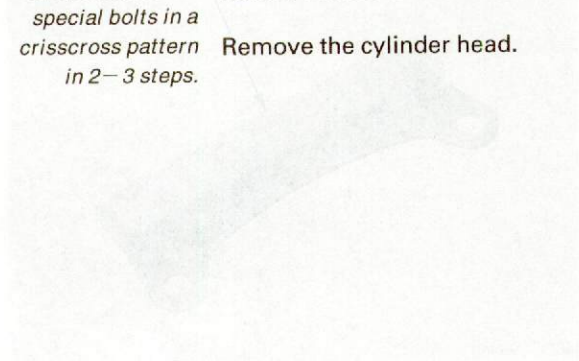 special bolts in a
crisscross pattern
in 2–3 steps.
Remove the cylinder head.